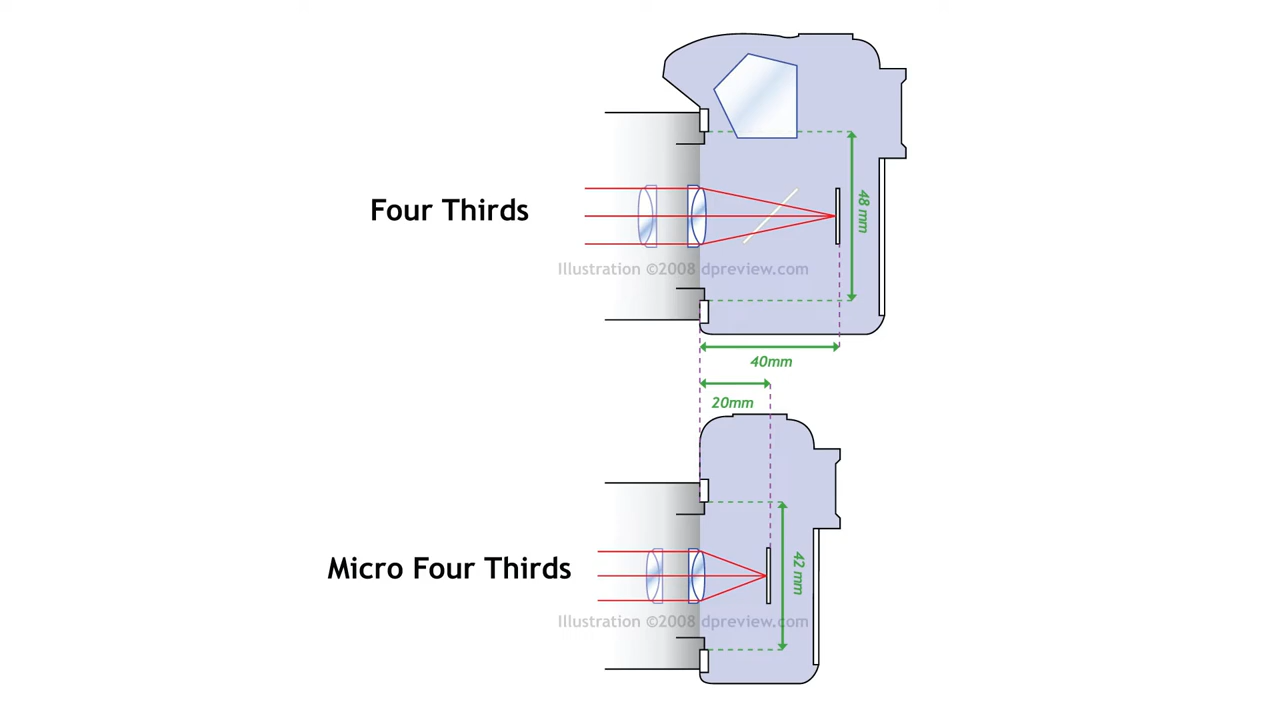 Four Thirds
48 mm
Illustration ©2008 dpreview.com
40mm
20mm
Micro Four Thirds
42 mm
Illustration ©2008 dpreview.com